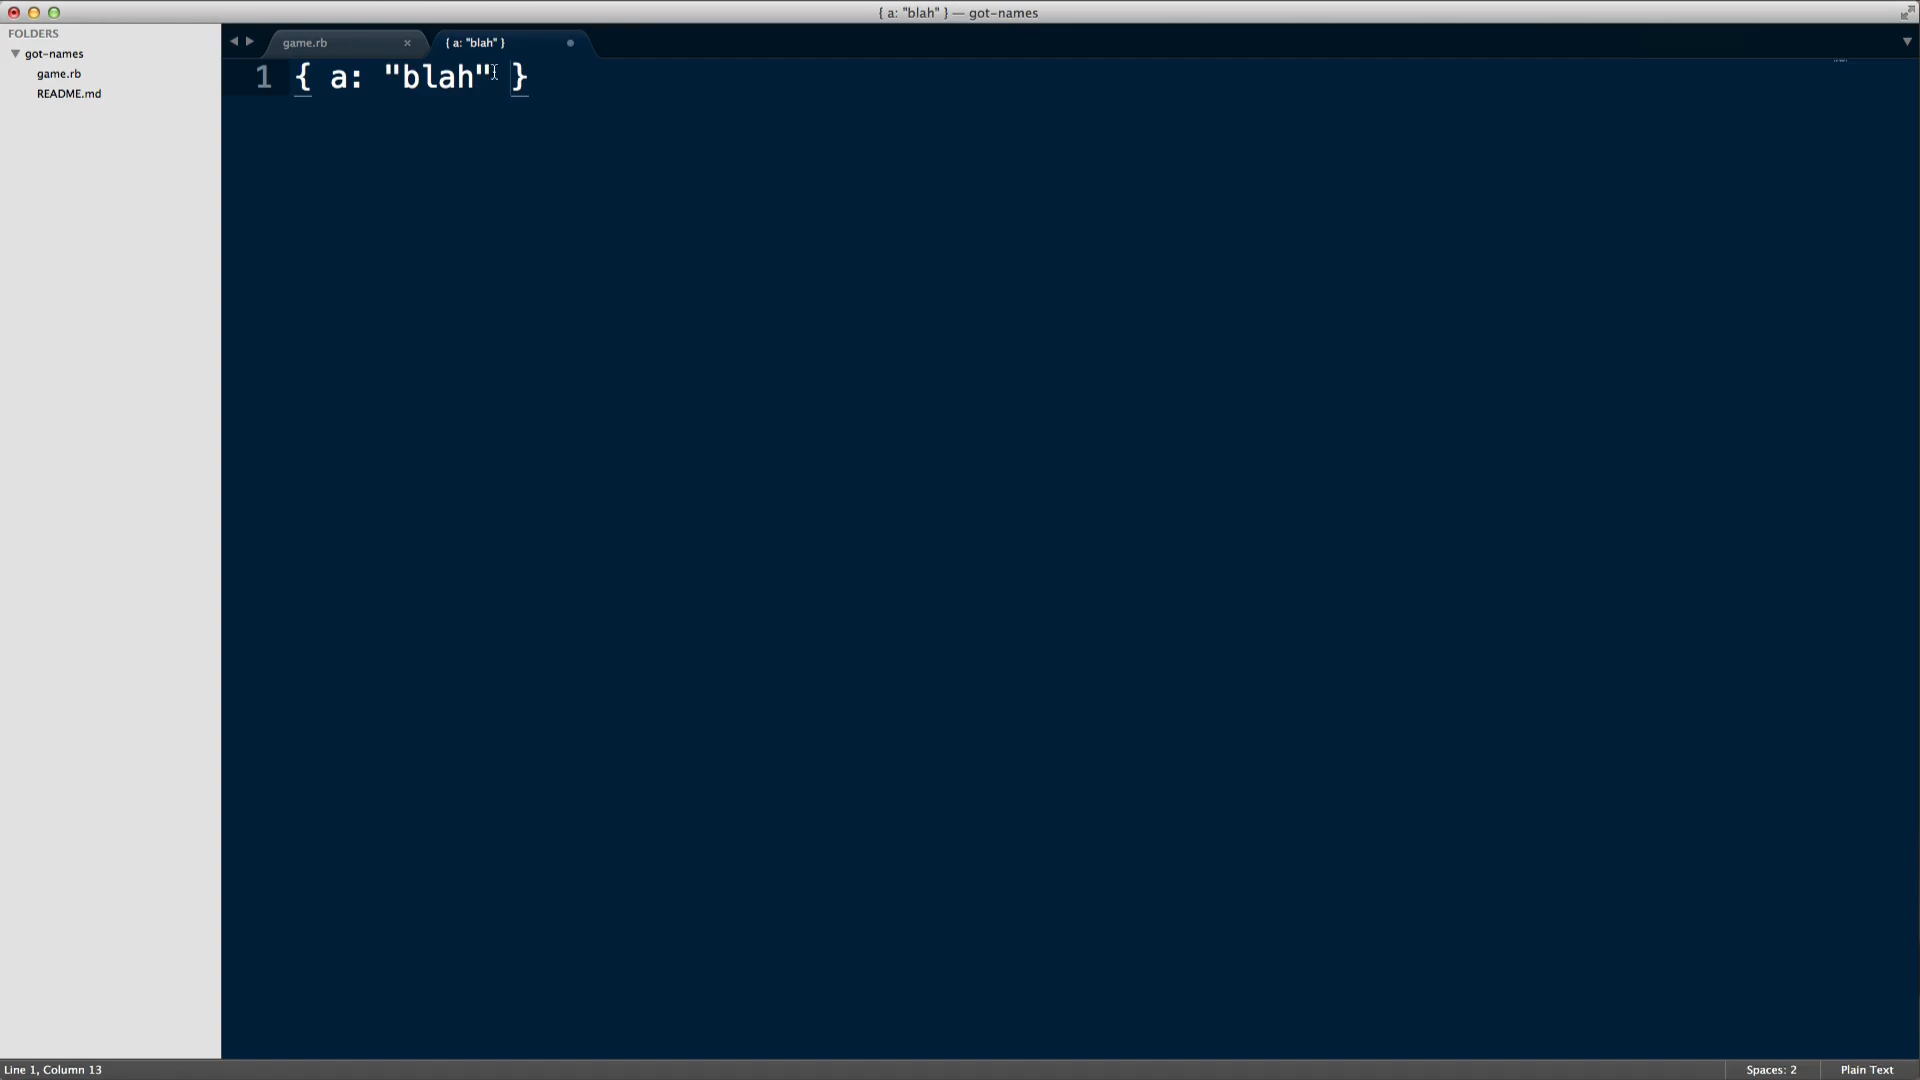 { a: "blah" } — got-names
FOLDERS
got-names
game.rb
README.md
game.rb
{ a: "blah" }
1 { a: "blah" }
Line 1, Column 13
Spaces: 2
Plain Text